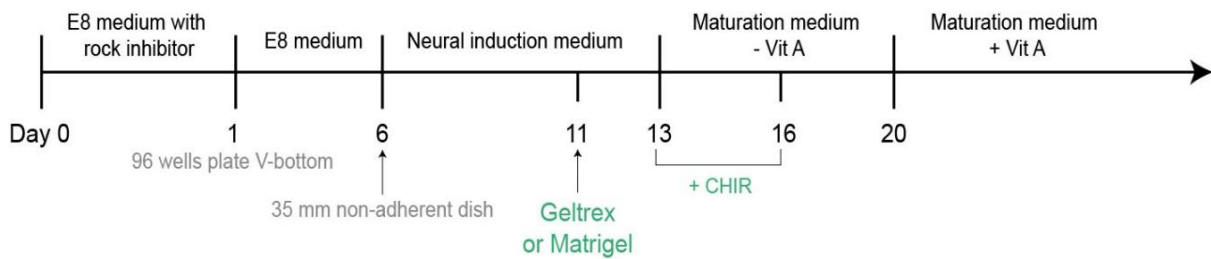 E8 medium with
rock inhibitor
E8 medium
Neural induction medium
Maturation medium
- Vit A
Maturation medium
+ Vit A
Day 0
1
6
11
13
16
20
96 wells plate V-bottom
35 mm non-adherent dish
Geltrex
or Matrigel
+ CHIR